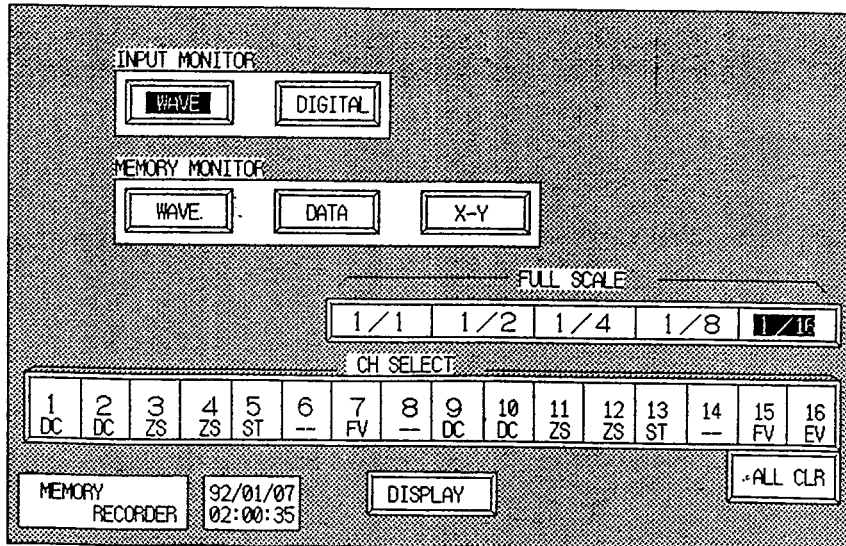 INPUT MONITOR
WAVE DIGITAL
MEMORY MONITOR
WAVE. DATA X-Y
FULL SCALE
1/1 1/2 1/4 1/8 1/16
CH SELECT
1 2 3 4 5 6 7 8 9 10 11 12 13 14 15 16
DC DC ZS ZS ST -- FV -- DC DC ZS ZS ST -- FV EV
ALL CLR
MEMORY 92/01/07 DISPLAY
RECORDER 02:00:35